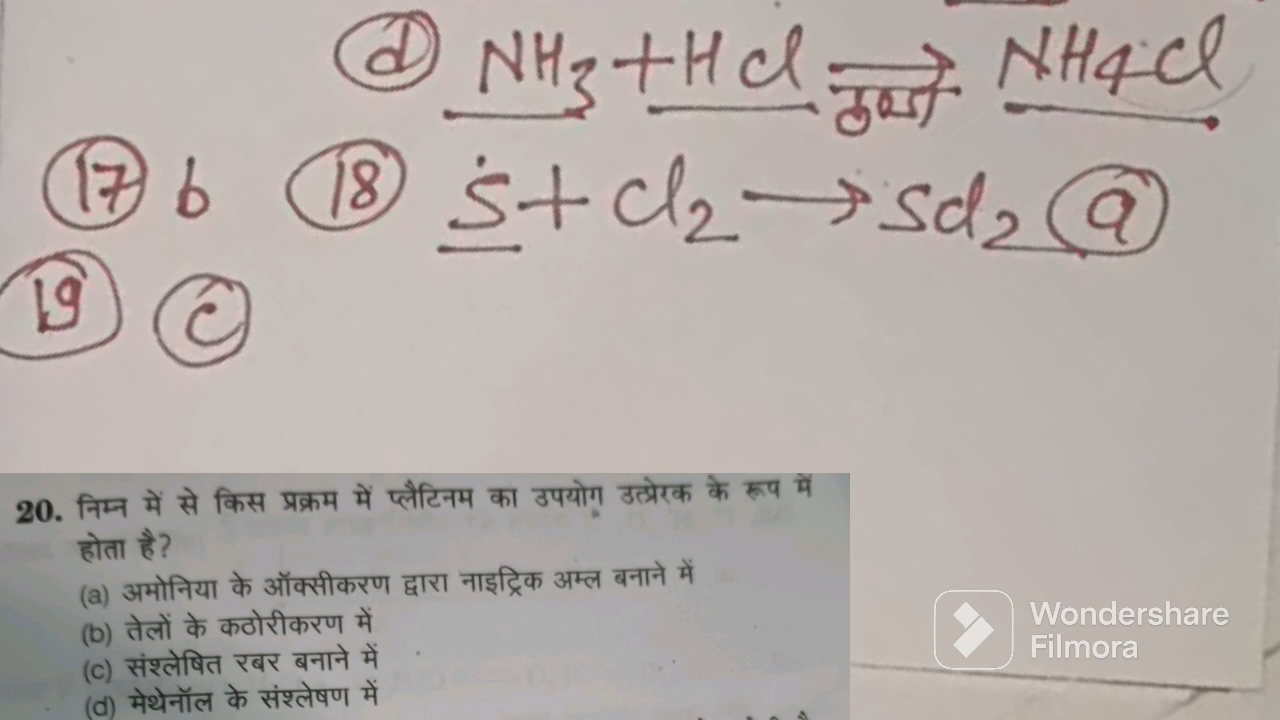 (d) NH3 + HCl → NH4Cl
ठण्डा
17 b 18 S + Cl2 → SCl2 (a)
19 (c)
20. निम्न में से किस प्रक्रम में प्लैटिनम का उपयोग उत्प्रेरक के रूप में
होता है?
(a) अमोनिया के ऑक्सीकरण द्वारा नाइट्रिक अम्ल बनाने में
(b) तेलों के कठोरीकरण में
(c) संश्लेषित रबर बनाने में
(d) मेथेनॉल के संश्लेषण में
Wondershare
Filmora